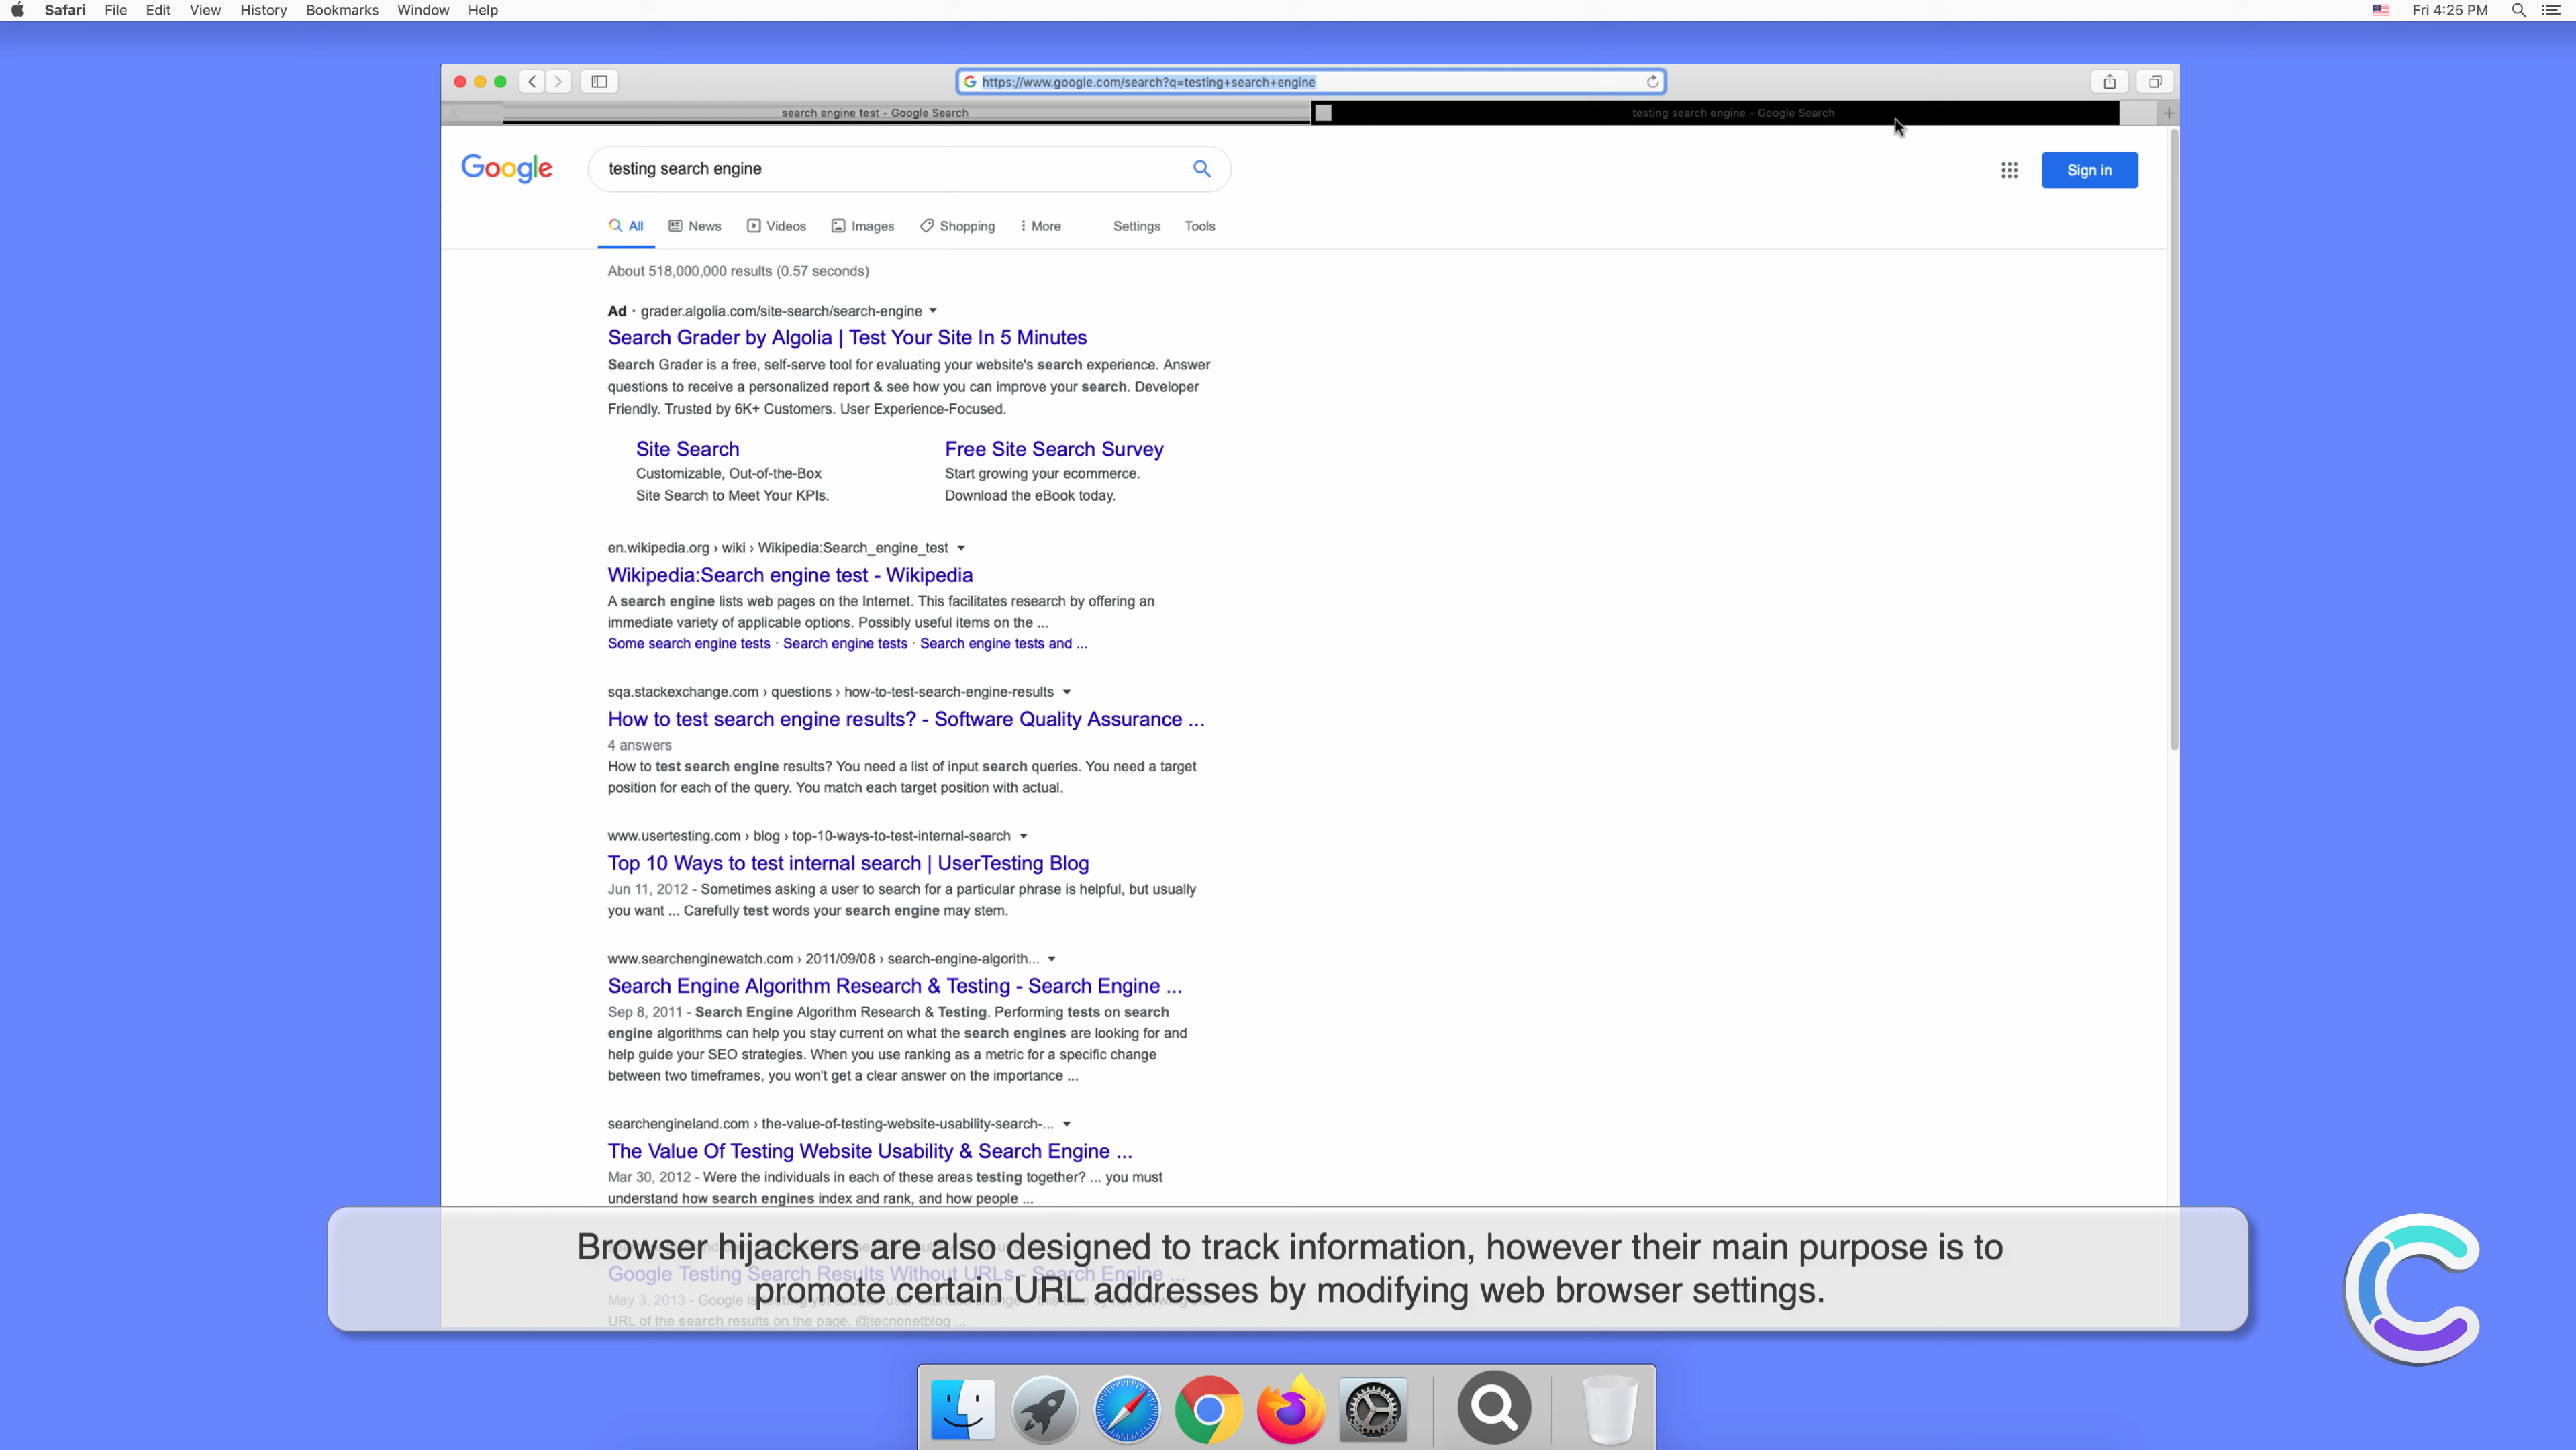 Safari File Edit View History Bookmarks Window Help
Fri 4:25 PM
https://www.google.com/search?q=testing+search+engine
search engine test - Google Search
testing search engine - Google Search
Google
testing search engine
Sign in
All News Videos Images Shopping More Settings Tools
About 518,000,000 results (0.57 seconds)
Ad · grader.algolia.com/site-search/search-engine
Search Grader by Algolia | Test Your Site In 5 Minutes
Search Grader is a free, self-serve tool for evaluating your website's search experience. Answer
questions to receive a personalized report & see how you can improve your search. Developer
Friendly. Trusted by 6K+ Customers. User Experience-Focused.
Site Search
Customizable, Out-of-the-Box
Site Search to Meet Your KPIs.
Free Site Search Survey
Start growing your ecommerce.
Download the eBook today.
en.wikipedia.org › wiki › Wikipedia:Search_engine_test
Wikipedia:Search engine test - Wikipedia
A search engine lists web pages on the Internet. This facilitates research by offering an
immediate variety of applicable options. Possibly useful items on the ...
Some search engine tests · Search engine tests · Search engine tests and ...
sqa.stackexchange.com › questions › how-to-test-search-engine-results
How to test search engine results? - Software Quality Assurance ...
4 answers
How to test search engine results? You need a list of input search queries. You need a target
position for each of the query. You match each target position with actual.
www.usertesting.com › blog › top-10-ways-to-test-internal-search
Top 10 Ways to test internal search | UserTesting Blog
Jun 11, 2012 - Sometimes asking a user to search for a particular phrase is helpful, but usually
you want ... Carefully test words your search engine may stem.
www.searchenginewatch.com › 2011/09/08 › search-engine-algorith...
Search Engine Algorithm Research & Testing - Search Engine ...
Sep 8, 2011 - Search Engine Algorithm Research & Testing. Performing tests on search
engine algorithms can help you stay current on what the search engines are looking for and
help guide your SEO strategies. When you use ranking as a metric for a specific change
between two timeframes, you won't get a clear answer on the importance ...
searchengineland.com › the-value-of-testing-website-usability-search-...
The Value Of Testing Website Usability & Search Engine ...
Mar 30, 2012 - Were the individuals in each of these areas testing together? ... you must
understand how search engines index and rank, and how people ...
Browser hijackers are also designed to track information, however their main purpose is to
promote certain URL addresses by modifying web browser settings.
Google Testing Search Results Without URLs - Search Engine ...
May 3, 2013 - Google is
URL of the search results on the page. @tecnonetblog ...